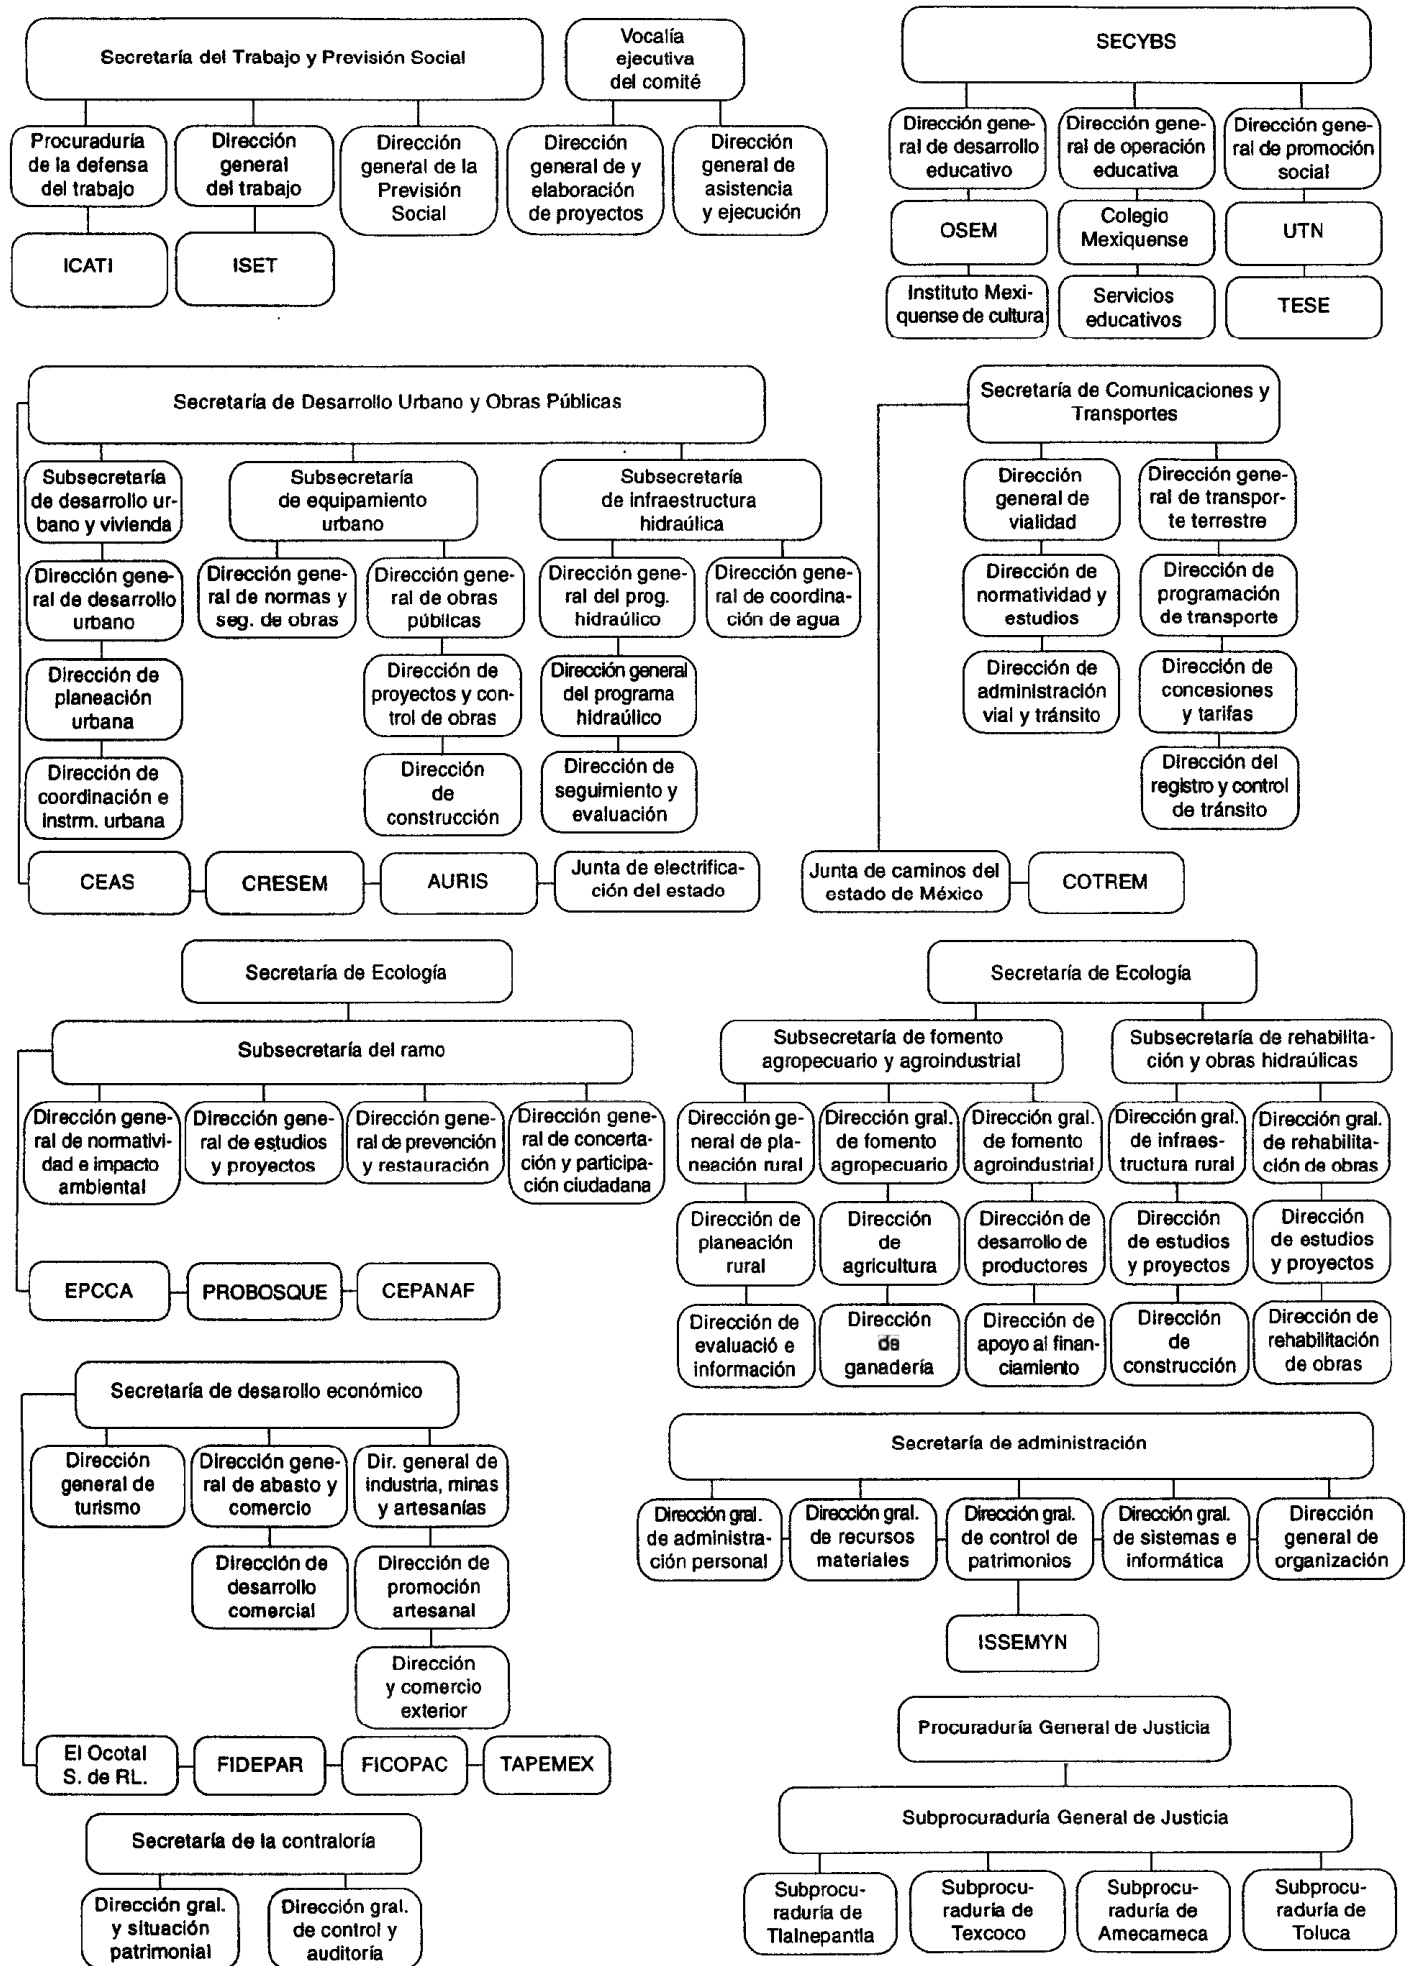 Secretaría del Trabajo y Previsión Social
Procuraduría
de la defensa
del trabajo
Dirección
general
del trabajo
Dirección
general de la
Previsión
Social
ICATI
ISET
Vocalía
ejecutiva
del comité
Dirección
general de y
elaboración
de proyectos
Dirección
general de
asistencia
y ejecución
SECYBS
Dirección gene-
ral de desarrollo
educativo
Dirección gene-
ral de operación
educativa
Dirección gene-
ral de promoción
social
OSEM
Colegio
Mexiquense
UTN
Instituto Mexi-
quense de cultura
Servicios
educativos
TESE
Secretaría de Desarrollo Urbano y Obras Públicas
Subsecretaría
de desarrollo ur-
bano y vivienda
Subsecretaría
de equipamiento
urbano
Subsecretaría
de infraestructura
hidraúlica
Dirección gene-
ral de desarrollo
urbano
Dirección gene-
ral de normas y
seg. de obras
Dirección gene-
ral de obras
públicas
Dirección gene-
ral del prog.
hidraúlico
Dirección gene-
ral de coordina-
ción de agua
Dirección de
planeación
urbana
Dirección de
proyectos y con-
trol de obras
Dirección general
del programa
hidraúlico
Dirección de
coordinación e
instrm. urbana
Dirección
de
construcción
Dirección de
seguimiento y
evaluación
CEAS
CRESEM
AURIS
Junta de electrifica-
ción del estado
Secretaría de Comunicaciones y
Transportes
Dirección
general de
vialidad
Dirección gene-
ral de transpor-
te terrestre
Dirección de
normatividad y
estudios
Dirección de
programación
de transporte
Dirección de
administración
vial y tránsito
Dirección de
concesiones
y tarifas
Dirección del
registro y control
de tránsito
Junta de caminos del
estado de México
COTREM
Secretaría de Ecología
Subsecretaría del ramo
Dirección gene-
ral de normativi-
dad e impacto
ambiental
Dirección gene-
ral de estudios
y proyectos
Dirección gene-
ral de prevención
y restauración
Dirección gene-
ral de concerta-
ción y participa-
ción ciudadana
EPCCA
PROBOSQUE
CEPANAF
Secretaría de Ecología
Subsecretaría de fomento
agropecuario y agroindustrial
Subsecretaría de rehabilita-
ción y obras hidraúlicas
Dirección ge-
neral de pla-
neación rural
Dirección gral.
de fomento
agropecuario
Dirección gral.
de fomento
agroindustrial
Dirección gral.
de infraes-
tructura rural
Dirección gral.
de rehabilita-
ción de obras
Dirección de
planeación
rural
Dirección
de
agricultura
Dirección de
desarrollo de
productores
Dirección
de estudios
y proyectos
Dirección
de estudios
y proyectos
Dirección de
evaluació e
información
Dirección
de
ganadería
Dirección de
apoyo al finan-
ciamiento
Dirección
de
construcción
Dirección de
rehabilitación
de obras
Secretaría de desarollo económico
Dirección
general de
turismo
Dirección gene-
ral de abasto y
comercio
Dir. general de
industria, minas
y artesanías
Dirección de
desarrollo
comercial
Dirección de
promoción
artesanal
Dirección
y comercio
exterior
El Ocotal
S. de RL.
FIDEPAR
FICOPAC
TAPEMEX
Secretaría de administración
Dirección gral.
de administra-
ción personal
Dirección gral.
de recursos
materiales
Dirección gral.
de control de
patrimonios
Dirección gral.
de sistemas e
informática
Dirección
general de
organización
ISSEMYN
Secretaría de la contraloría
Dirección gral.
y situación
patrimonial
Dirección gral.
de control y
auditoría
Procuraduría General de Justicia
Subprocuraduría General de Justicia
Subprocu-
raduría de
Tlalnepantla
Subprocu-
raduría de
Texcoco
Subprocu-
raduría de
Amecameca
Subprocu-
raduría de
Toluca